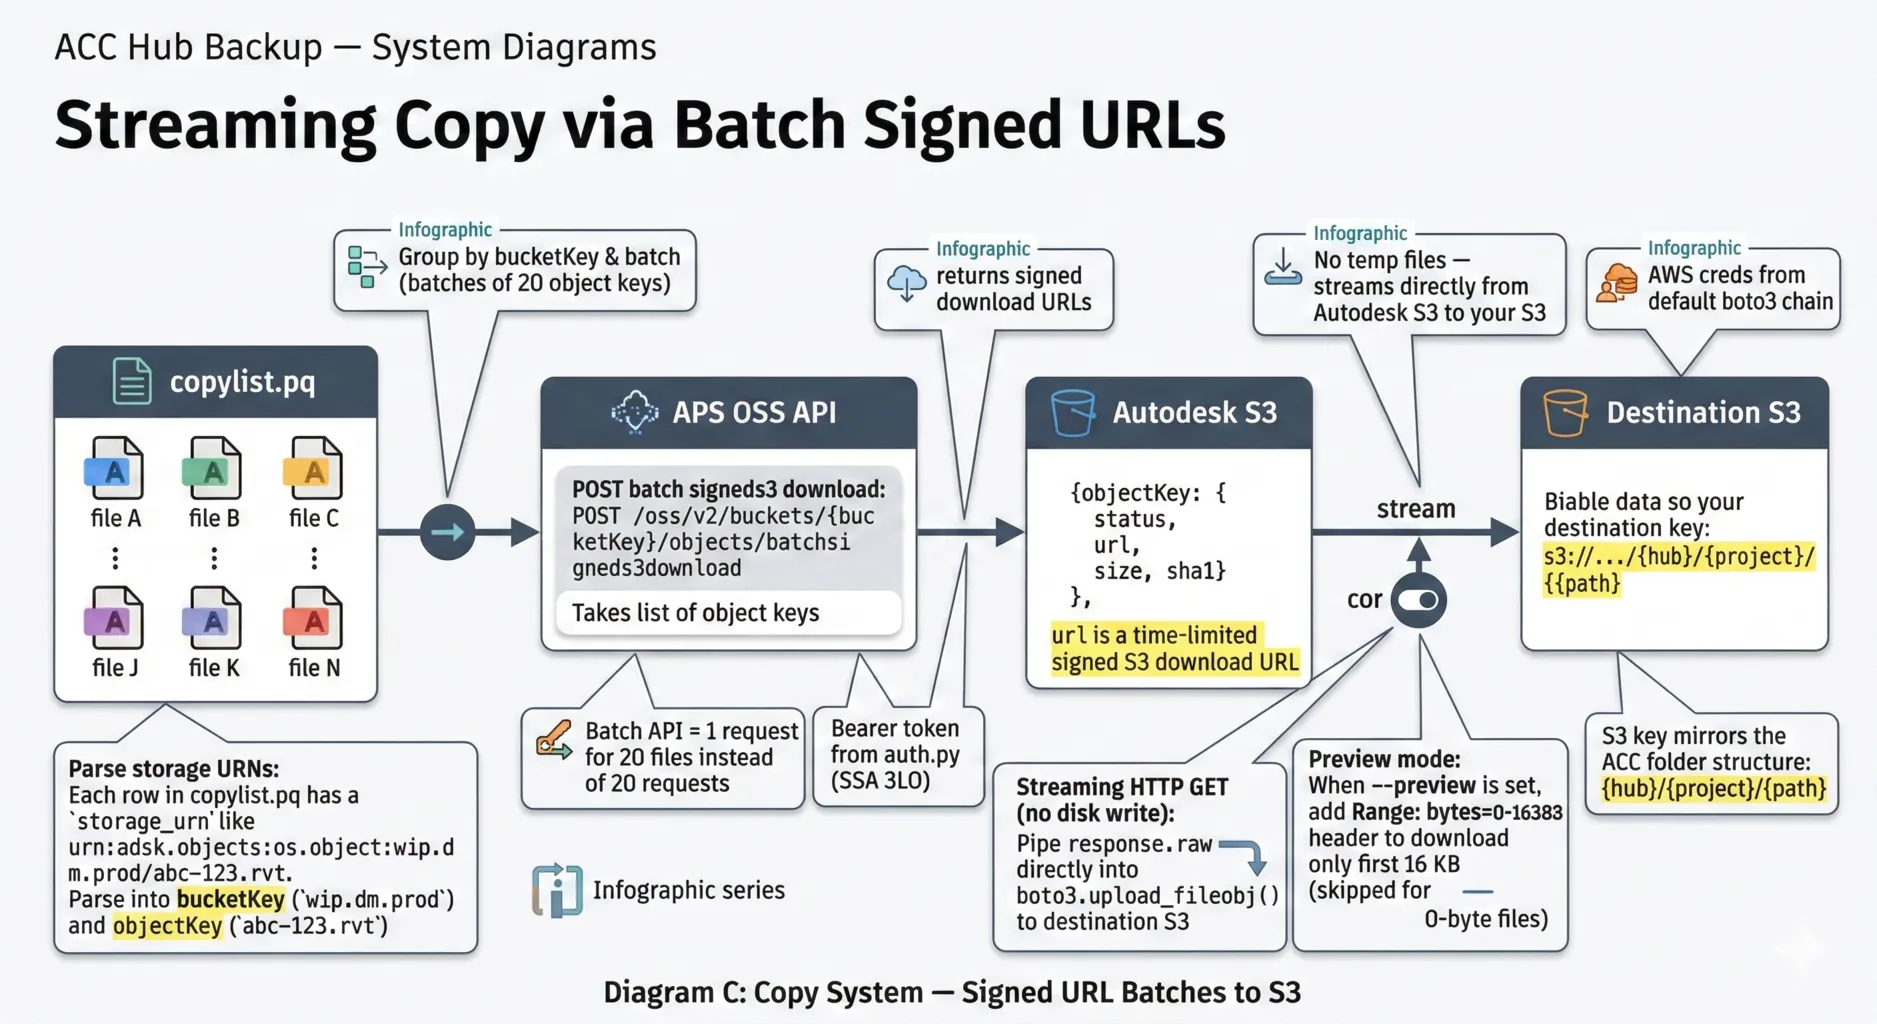 ACC Hub Backup — System Diagrams
Streaming Copy via Batch Signed URLs
Infographic
Group by bucketKey & batch
(batches of 20 object keys)
Infographic
returns signed
download URLs
Infographic
No temp files —
streams directly from
Autodesk S3 to your S3
Infographic
AWS creds from
default boto3 chain
copylist.pq
file A
file B
file C
file J
file K
file N
APS OSS API
POST batch signeds3 download:
POST /oss/v2/buckets/{buc
ketKey}/objects/batchsi
gneds3download
Takes list of object keys
Autodesk S3
{objectKey: {
status,
url,
size, sha1}
},
url is a time-limited
signed S3 download URL
stream
cor
Destination S3
Biable data so your
destination key:
s3://.../{hub}/{project}/
{{path}
Parse storage URNs:
Each row in copylist.pq has a
`storage_urn' like
urn:adsk.objects:os.object:wip.d
m.prod/abc-123.rvt.
Parse into bucketKey (`wip.dm.prod`)
and objectKey (`abc-123.rvt`)
Batch API = 1 request
for 20 files instead
of 20 requests
Bearer token
from auth.py
(SSA 3LO)
Streaming HTTP GET
(no disk write):
Pipe response.raw
directly into
boto3.upload_fileobj()
to destination S3
Preview mode:
When --preview is set,
add Range: bytes=0-16383
header to download
only first 16 KB
(skipped for
0-byte files)
S3 key mirrors the
ACC folder structure:
{hub}/{project}/{path}
Infographic series
Diagram C: Copy System — Signed URL Batches to S3